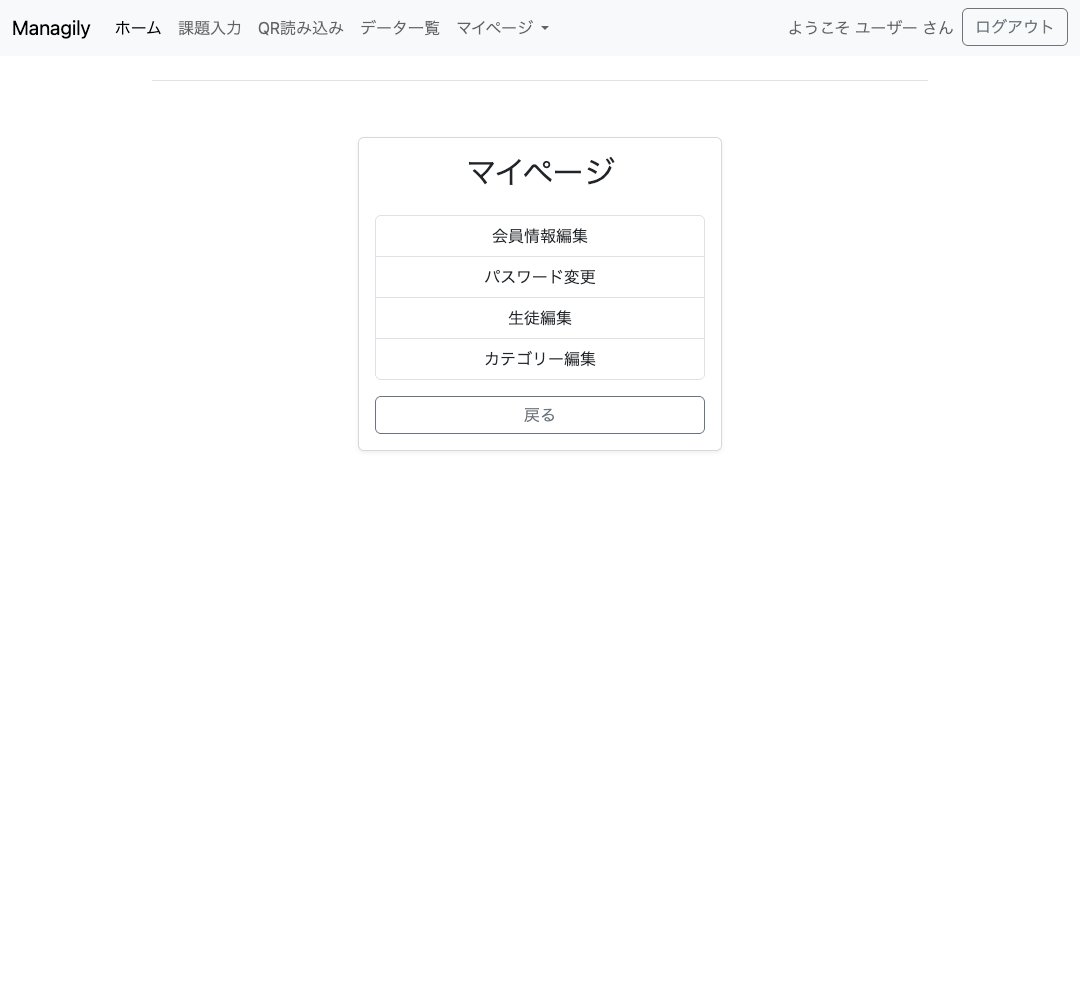 Managily ホーム 課題入力 QR読み込み データ一覧 マイページ ようこそ ユーザー さん ログアウト
マイページ
会員情報編集
パスワード変更
生徒編集
カテゴリー編集
戻る